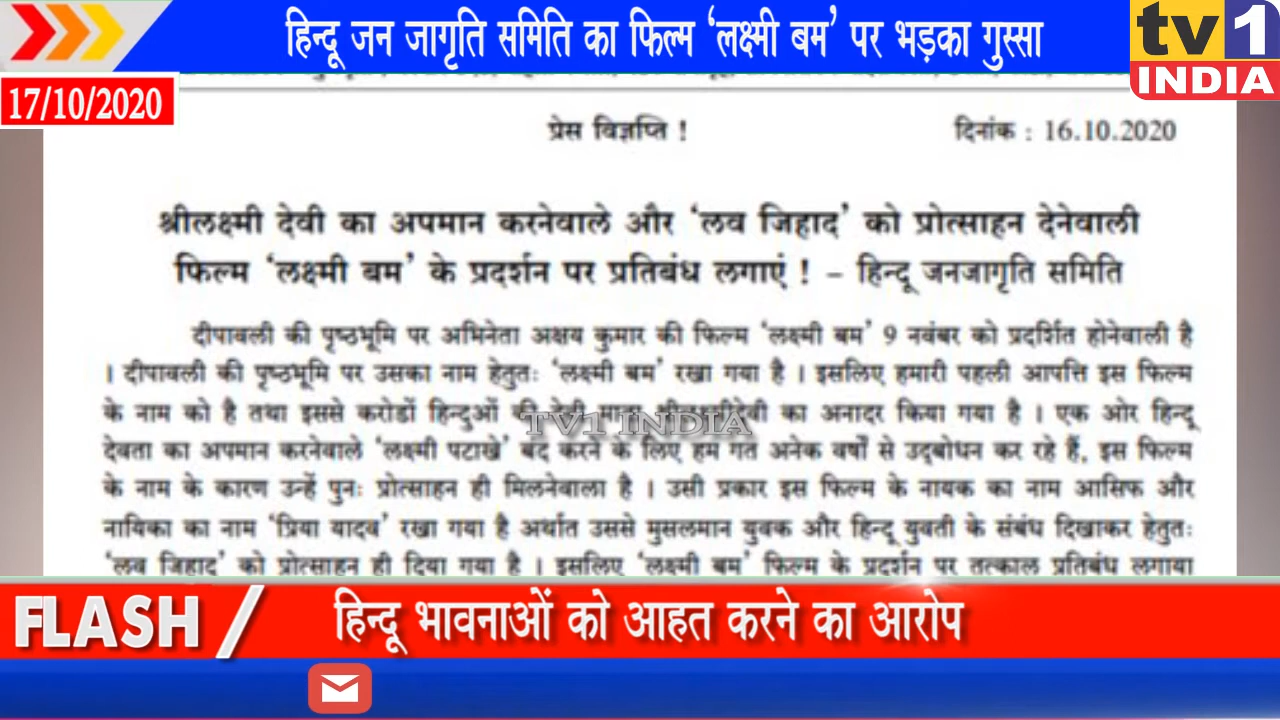 हिन्दू जन जागृति समिति का फिल्म ‘लक्ष्मी बम’ पर भड़का गुस्सा
tv1
INDIA
17/10/2020
प्रेस विज्ञप्ति !
दिनांक : 16.10.2020
श्रीलक्ष्मी देवी का अपमान करनेवाले और ‘लव जिहाद’ को प्रोत्साहन देनेवाली
फिल्म ‘लक्ष्मी बम’ के प्रदर्शन पर प्रतिबंध लगाएं ! – हिन्दू जनजागृति समिति
दीपावली की पृष्ठभूमि पर अभिनेता अक्षय कुमार की फिल्म ‘लक्ष्मी बम’ 9 नवंबर को प्रदर्शित होनेवाली है
। दीपावली की पृष्ठभूमि पर उसका नाम हेतुतः ‘लक्ष्मी बम’ रखा गया है । इसलिए हमारी पहली आपत्ति इस फिल्म
के नाम को है तथा इससे करोडों हिन्दुओं की का अनादर किया गया है । एक ओर हिन्दू
TV1 INDIA
देवता का अपमान करनेवाले ‘लक्ष्मी पटाखे’ बंद करने के लिए हम गत अनेक वर्षों से उद्बोधन कर रहे हैं, इस फिल्म
के नाम के कारण उन्हें पुनः प्रोत्साहन ही मिलनेवाला है । उसी प्रकार इस फिल्म के नायक का नाम आसिफ और
नायिका का नाम ‘प्रिया यादव’ रखा गया है अर्थात उससे मुसलमान युवक और हिन्दू युवती के संबंध दिखाकर हेतुतः
‘लव जिहाद’ को प्रोत्साहन ही दिया गया है । इसलिए ‘लक्ष्मी बम’ फिल्म के प्रदर्शन पर तत्काल प्रतिबंध लगाया
FLASH
हिन्दू भावनाओं को आहत करने का आरोप